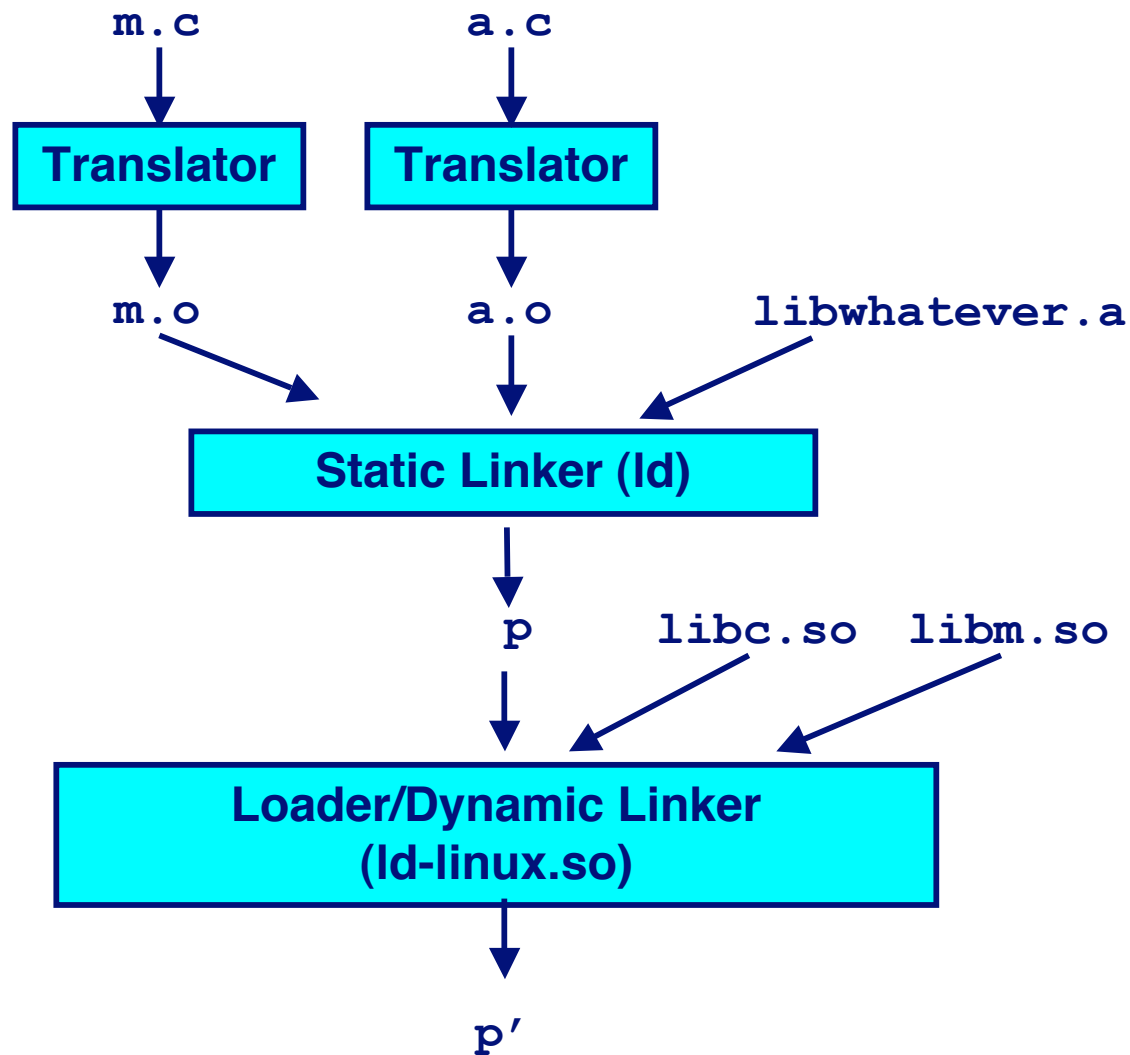 m.c a.c
Translator Translator
m.o a.o libwhatever.a
Static Linker (ld)
p libc.so libm.so
Loader/Dynamic Linker
(ld-linux.so)
p′